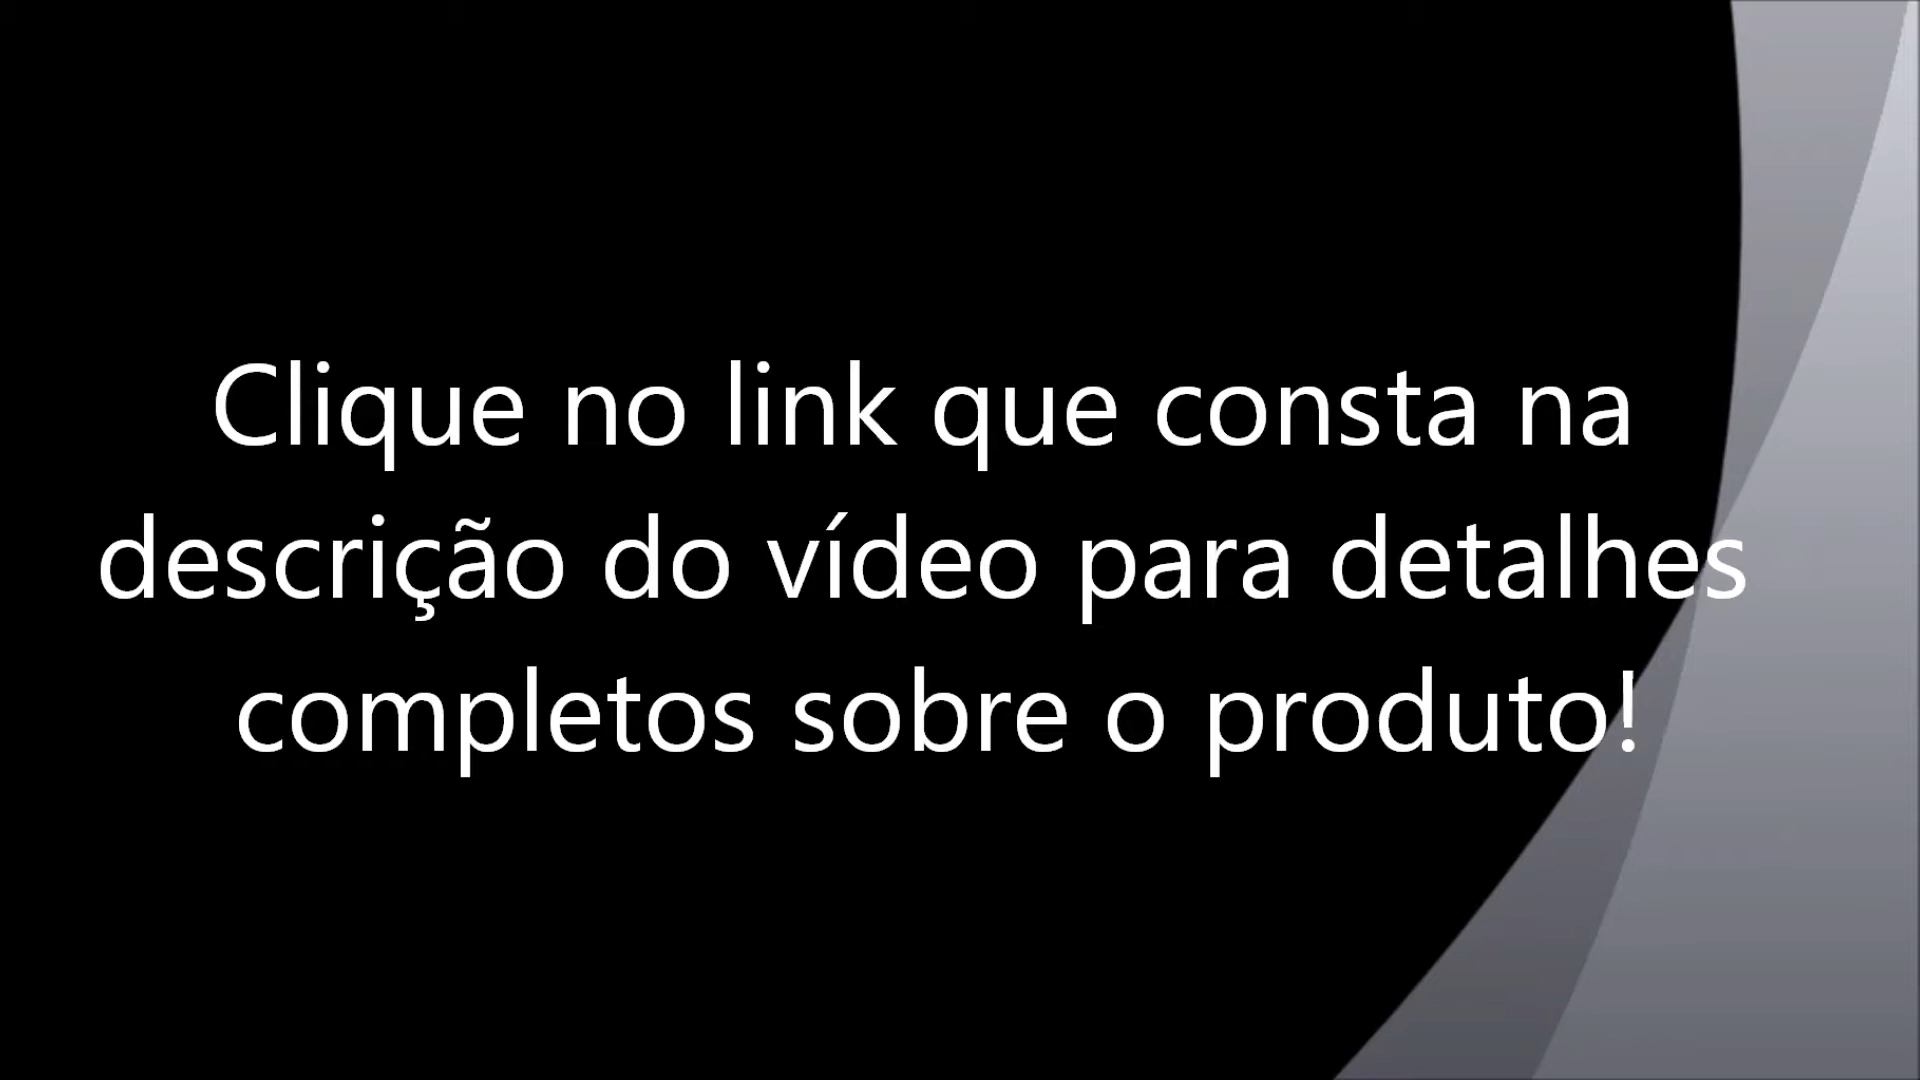 Clique no link que consta na
descrição do vídeo para detalhes
completos sobre o produto!